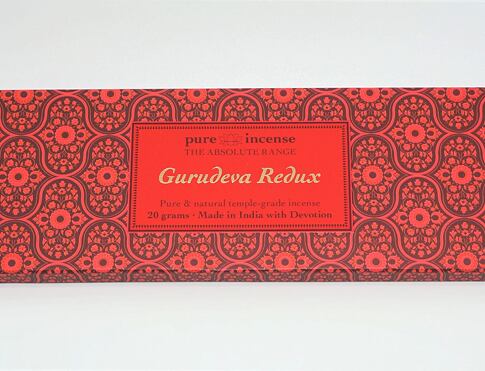 pure incense
THE ABSOLUTE RANGE
Gurudeva Redux
Pure & natural temple-grade incense
20 grams · Made in India with Devotion